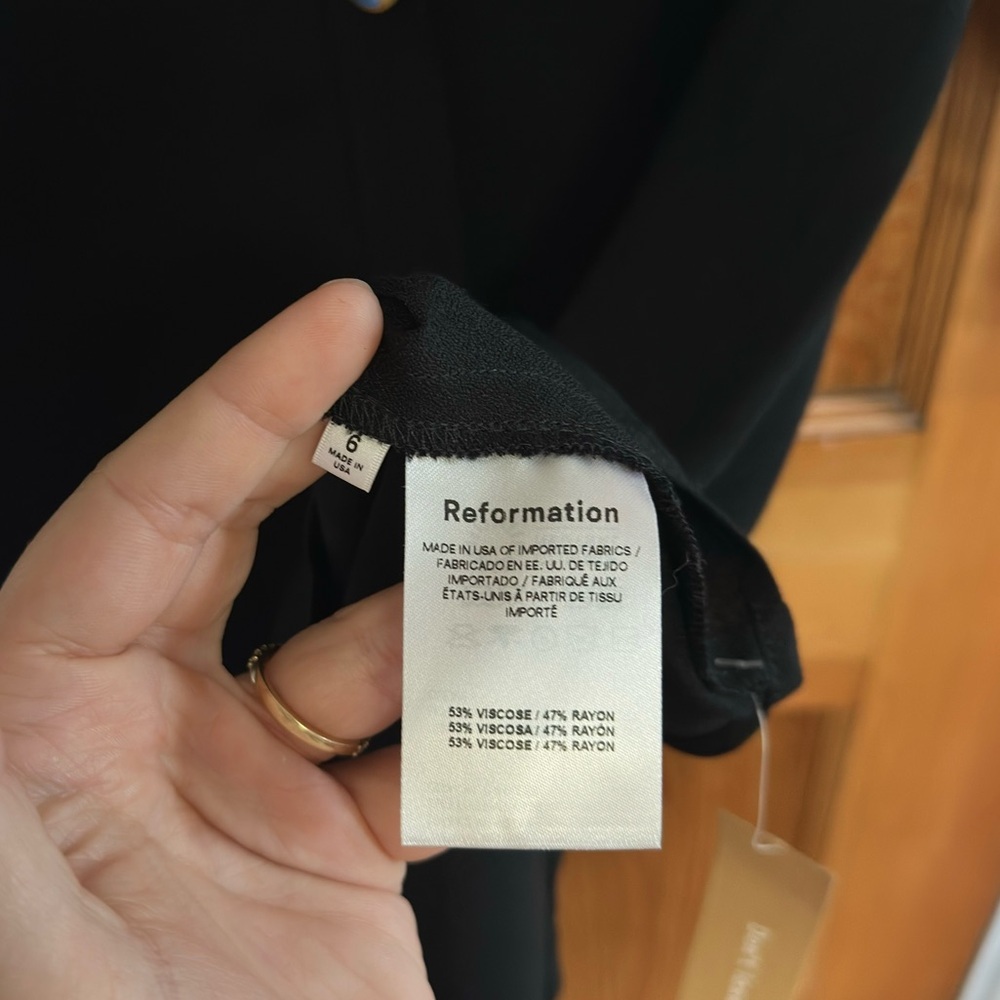 6
MADE IN
USA
Reformation
MADE IN USA OF IMPORTED FABRICS /
FABRICADO EN EE. UU. DE TEJIDO
IMPORTADO / FABRIQUÉ AUX
ÉTATS-UNIS À PARTIR DE TISSU
IMPORTÉ
53% VISCOSE / 47% RAYON
53% VISCOSA / 47% RAYÓN
53% VISCOSE / 47% RAYON